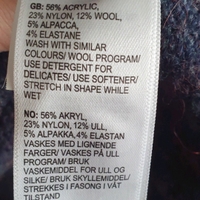 GB: 56% ACRYLIC,
23% NYLON, 12% WOOL,
5% ALPACCA,
4% ELASTANE
WASH WITH SIMILAR
COLOURS/ WOOL PROGRAM/
USE DETERGENT FOR
DELICATES/ USE SOFTENER/
STRETCH IN SHAPE WHILE
WET
NO: 56% AKRYL,
23% NYLON, 12% ULL,
5% ALPAKKA, 4% ELASTAN
VASKES MED LIGNENDE
FARGER/ VASKES PÅ ULL
PROGRAM/ BRUK
VASKEMIDDEL FOR ULL OG
SILKE/ BRUK SKYLLEMIDDEL/
STREKKES I FASONG I VÅT
TILSTAND